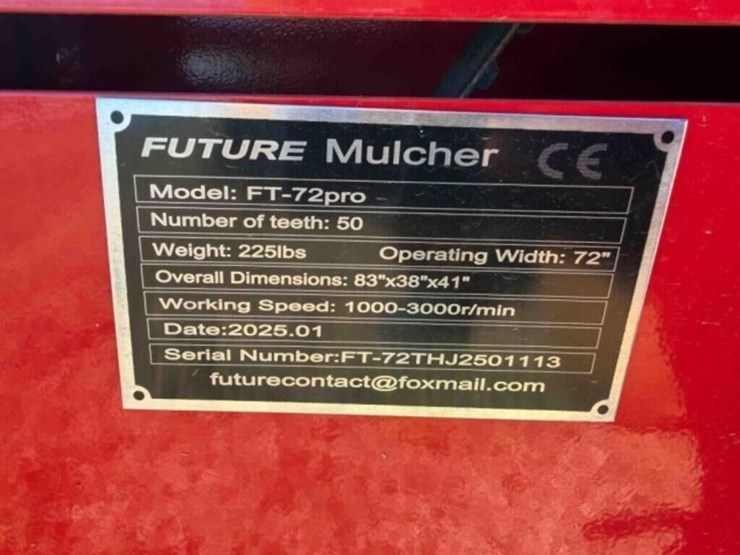 FUTURE Mulcher CE
Model: FT-72pro
Number of teeth: 50
Weight: 225lbs Operating Width: 72"
Overall Dimensions: 83"x38"x41"
Working Speed: 1000-3000r/min
Date:2025.01
Serial Number:FT-72THJ2501113
futurecontact@foxmail.com